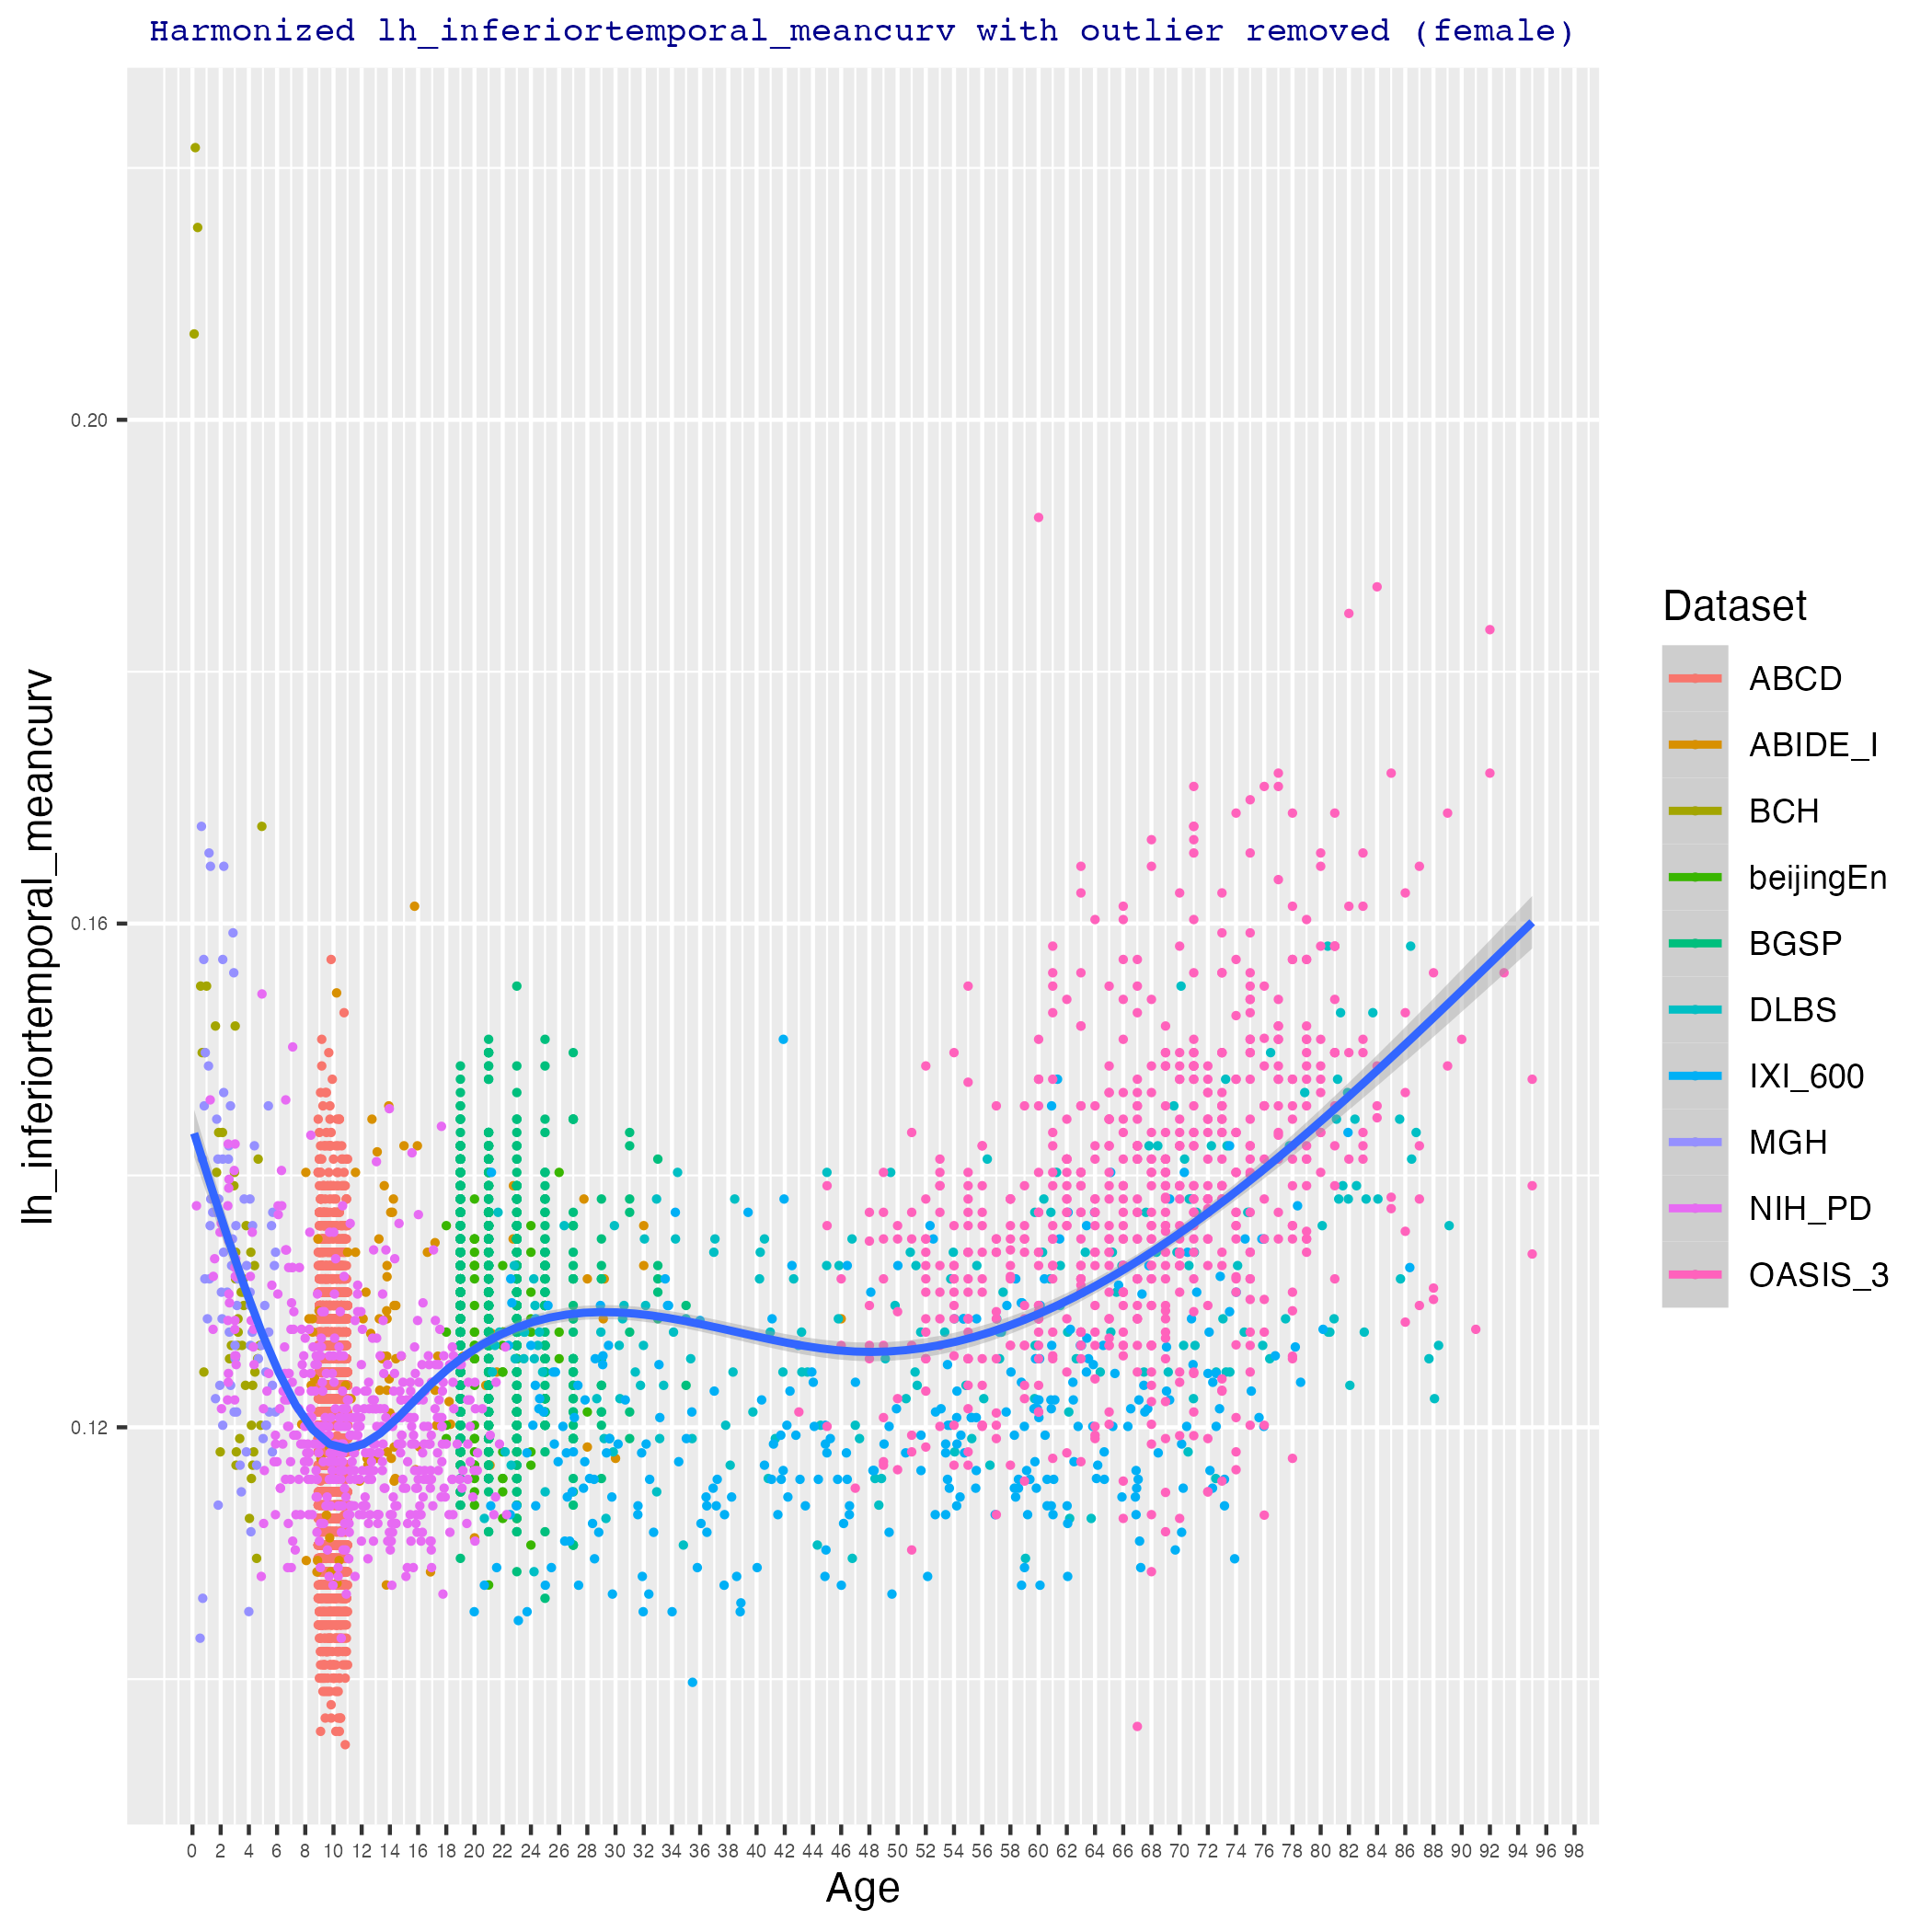 Harmonized lh_inferiortemporal_meancurv with outlier removed (female)
lh_inferiortemporal_meancurv
0.20
0.16
0.12
0 2 4 6 8 10 12 14 16 18 20 22 24 26 28 30 32 34 36 38 40 42 44 46 48 50 52 54 56 58 60 62 64 66 68 70 72 74 76 78 80 82 84 86 88 90 92 94 96 98
Age
Dataset
ABCD
ABIDE_I
BCH
beijingEn
BGSP
DLBS
IXI_600
MGH
NIH_PD
OASIS_3